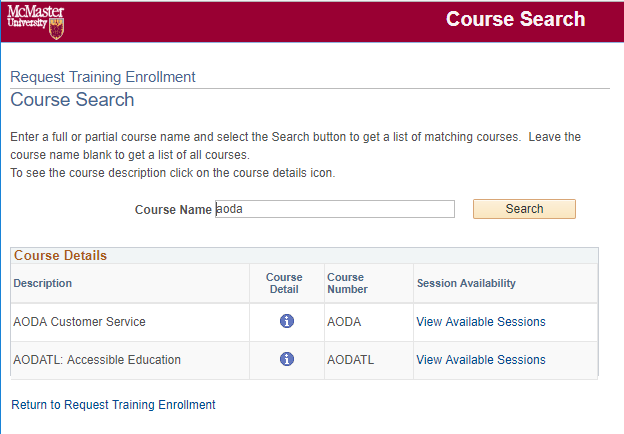 McMaster
University
Course Search
Request Training Enrollment
Course Search
Enter a full or partial course name and select the Search button to get a list of matching courses.  Leave the
course name blank to get a list of all courses.
To see the course description click on the course details icon.
Course Name aoda Search
Course Details
Description Course Detail Course Number Session Availability
AODA Customer Service i AODA View Available Sessions
AODATL: Accessible Education i AODATL View Available Sessions
Return to Request Training Enrollment